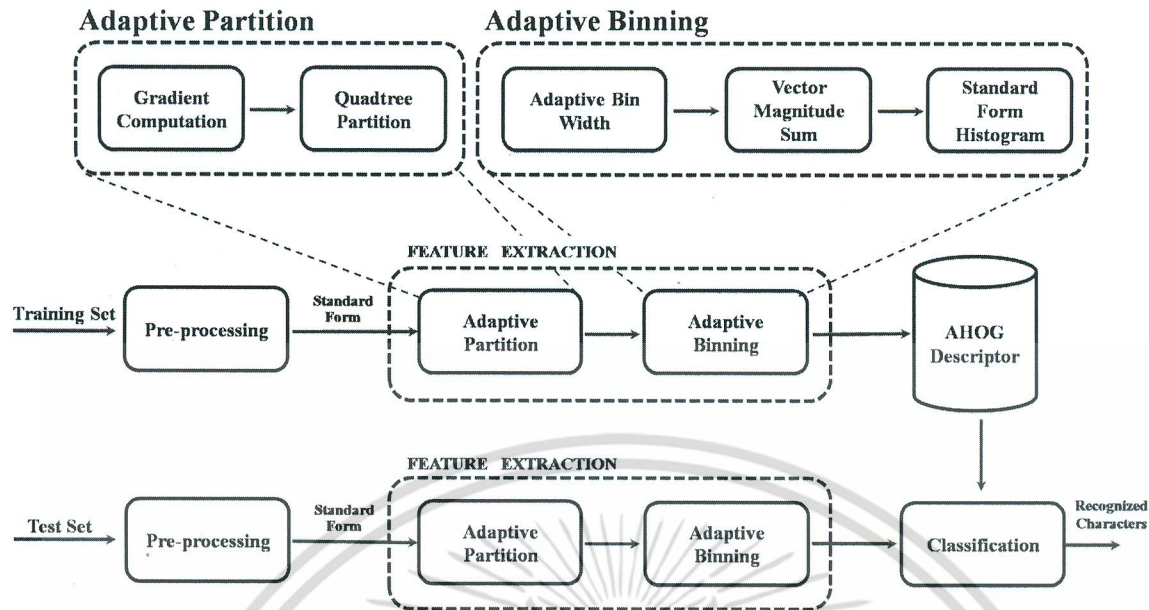 Adaptive Partition
Adaptive Binning
Gradient
Computation
Quadtree
Partition
Adaptive Bin
Width
Vector
Magnitude
Sum
Standard
Form
Histogram
FEATURE EXTRACTION
Training Set
Pre-processing
Standard
Form
Adaptive
Partition
Adaptive
Binning
AHOG
Descriptor
FEATURE EXTRACTION
Test Set
Pre-processing
Standard
Form
Adaptive
Partition
Adaptive
Binning
Classification
Recognized
Characters